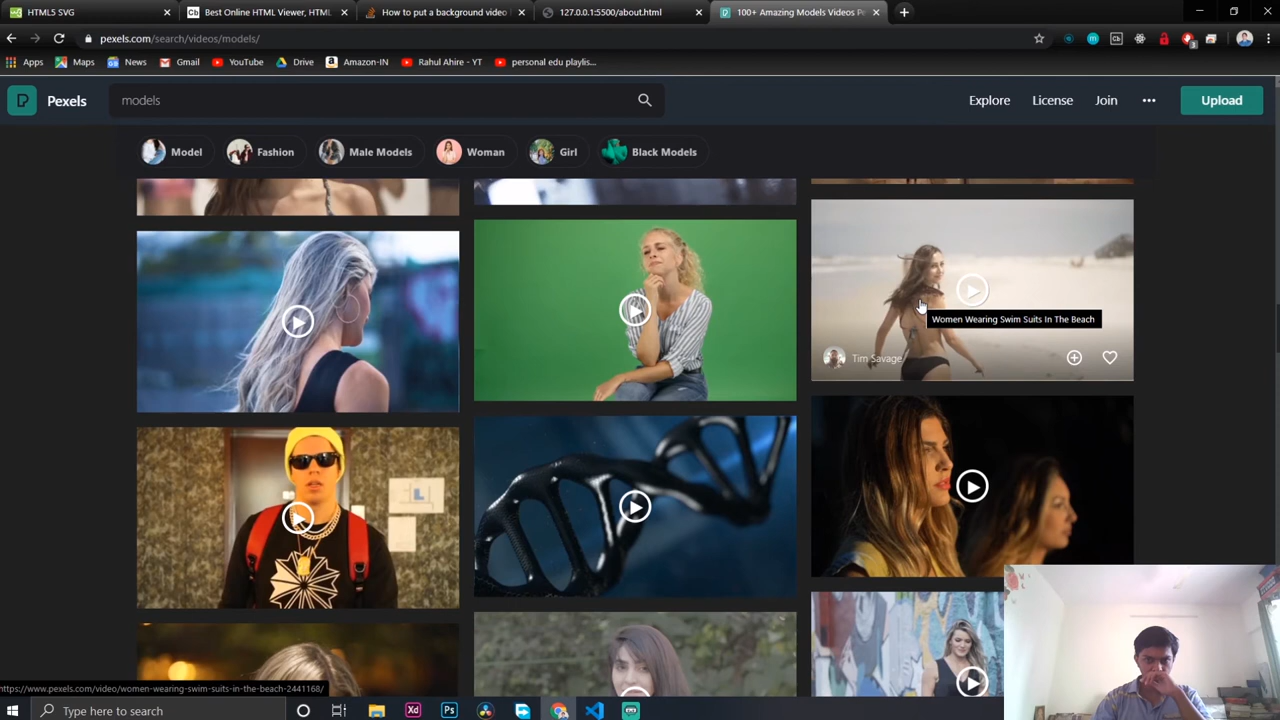 HTML5 SVG
Best Online HTML Viewer, HTML
How to put a background video
127.0.0.1:5500/about.html
100+ Amazing Models Videos Pe
pexels.com/search/videos/models/
Apps
Maps
News
Gmail
YouTube
Drive
Amazon-IN
Rahul Ahire - YT
personal edu playlis...
Pexels
models
Explore
License
Join
Upload
Model
Fashion
Male Models
Woman
Girl
Black Models
Women Wearing Swim Suits In The Beach
Tim Savage
https://www.pexels.com/video/women-wearing-swim-suits-in-the-beach-2441168/
Type here to search